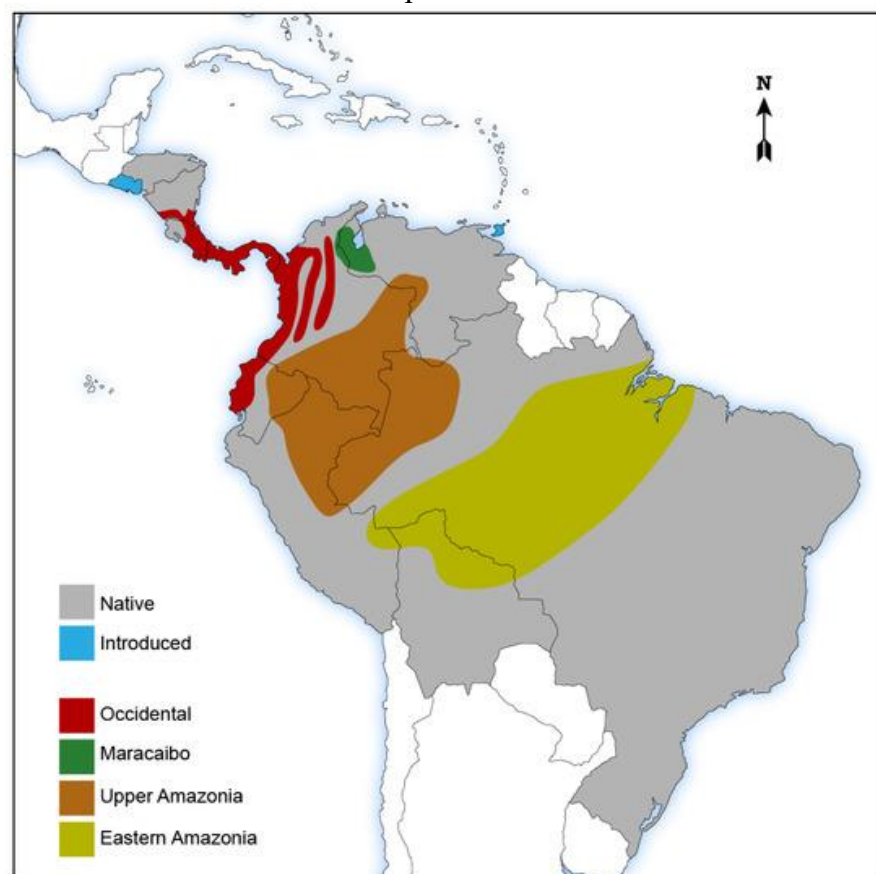 N
Native
Introduced
Occidental
Maracaibo
Upper Amazonia
Eastern Amazonia